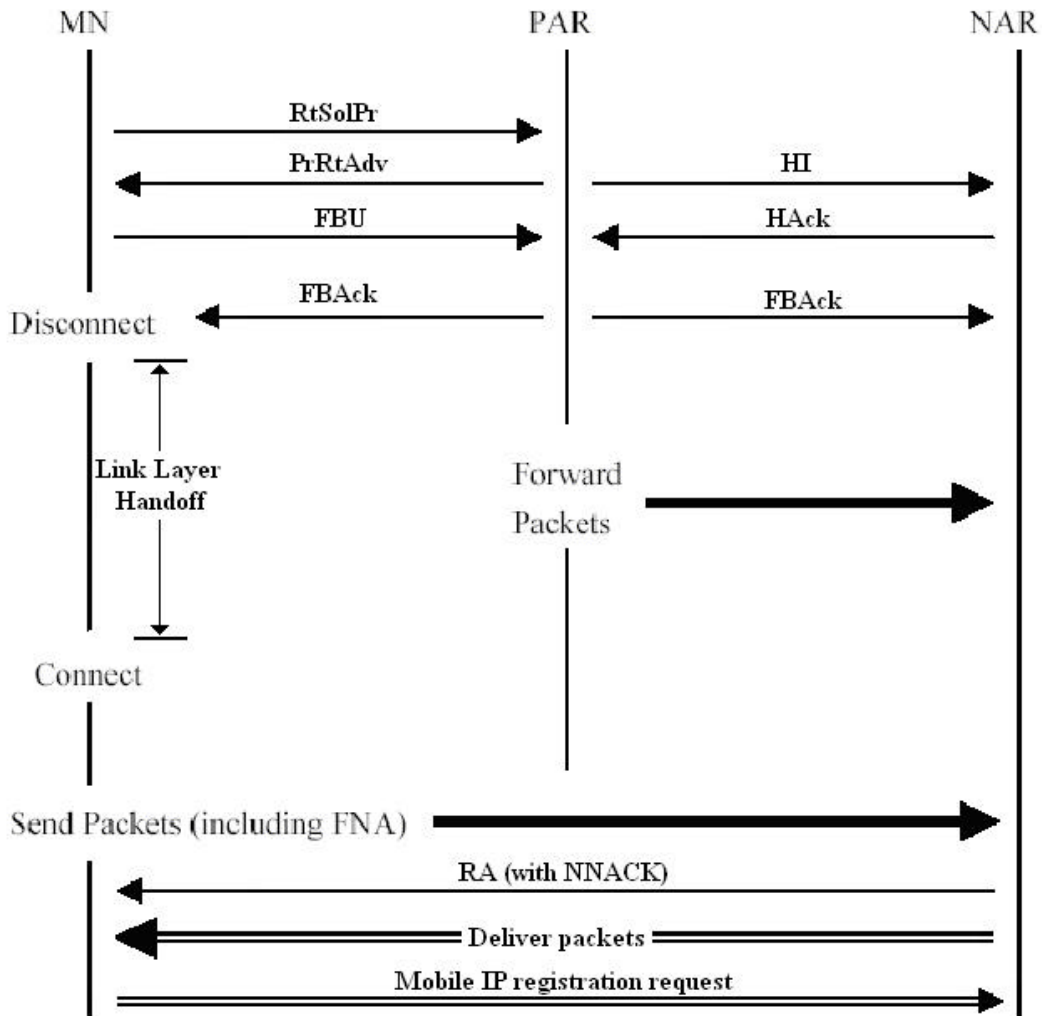 MN
PAR
NAR
RtSolPr
PrRtAdv
HI
FBU
HAck
FBAck
FBAck
Disconnect
Link Layer
Handoff
Forward
Packets
Connect
Send Packets (including FNA)
RA (with NNACK)
Deliver packets
Mobile IP registration request